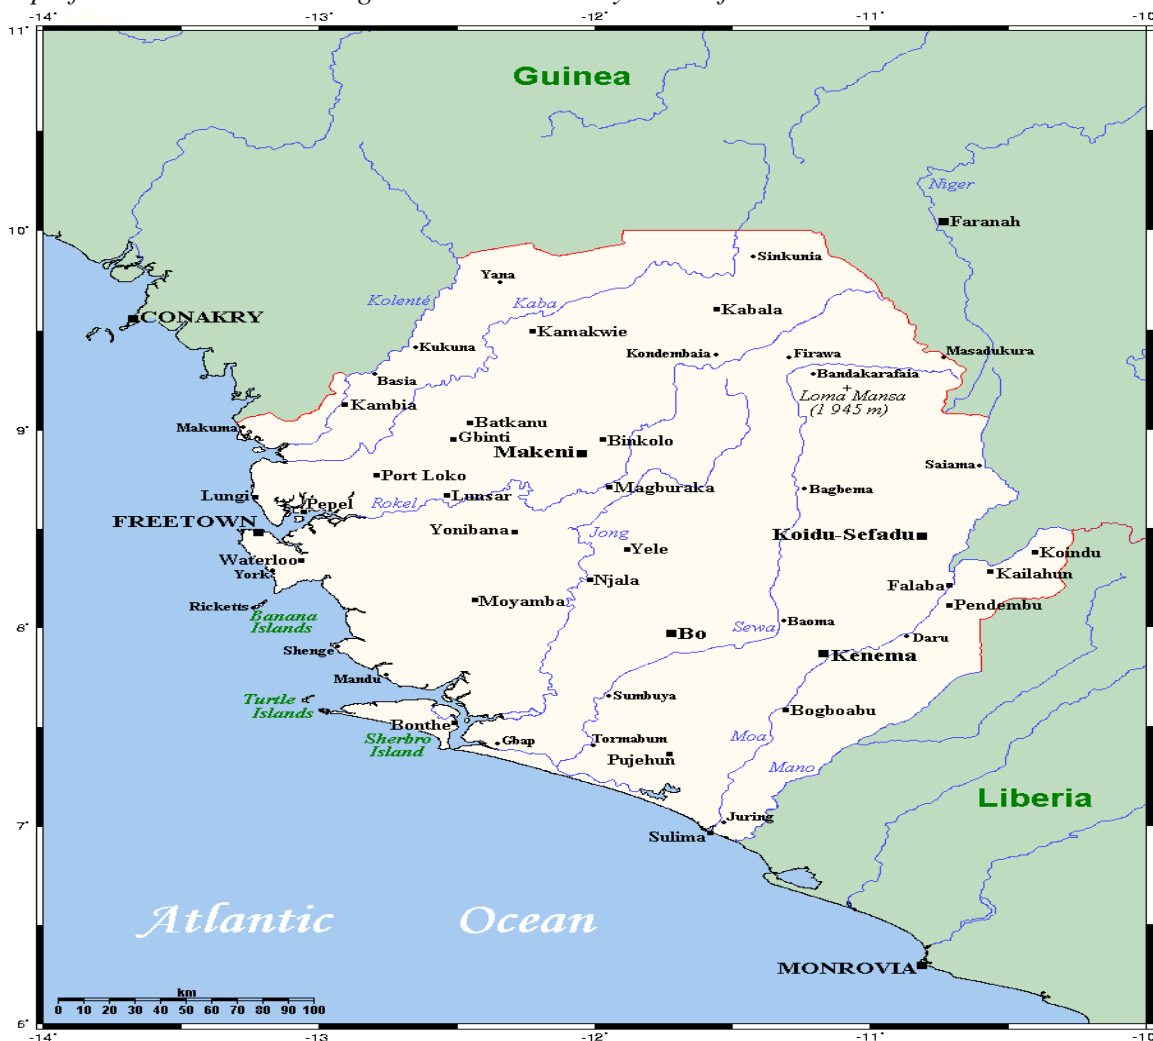 -14°
-13°
-12°
-11°
11°
Guinea
Niger
Faranah
10°
Sinkunia
Yana
Kolenté
Kaba
Kabala
CONAKRY
Kamakwie
Kukuna
Kondembaia
Firawa
Masadukura
Basia
Bandakarafaia
Loma Mansa
(1 945 m)
Kambia
Makuma
9°
Batkanu
Gbinti
Binkolo
Makeni
Saiama
Port Loko
Lungi
Pepel
Rokel
Lunsar
Magburaka
Bagbema
FREETOWN
Yonibana
Jong
Koidu-Sefadu
Yele
Koindu
Waterloo
York
Njala
Falaba
Kailahun
Ricketts
Banana
Islands
Moyamba
Pendembu
8°
Sewa
Baoma
Bo
Daru
Shenge
Kenema
Mandu
Turtle
Islands
Sumbuya
Bonthe
Bogboabu
Sherbro
Island
Gbap
Tormabum
Pujehun
Moa
Mano
Liberia
7°
Juring
Sulima
Atlantic Ocean
MONROVIA
km
0 10 20 30 40 50 60 70 80 90 100
6°
-14°
-13°
-12°
-11°